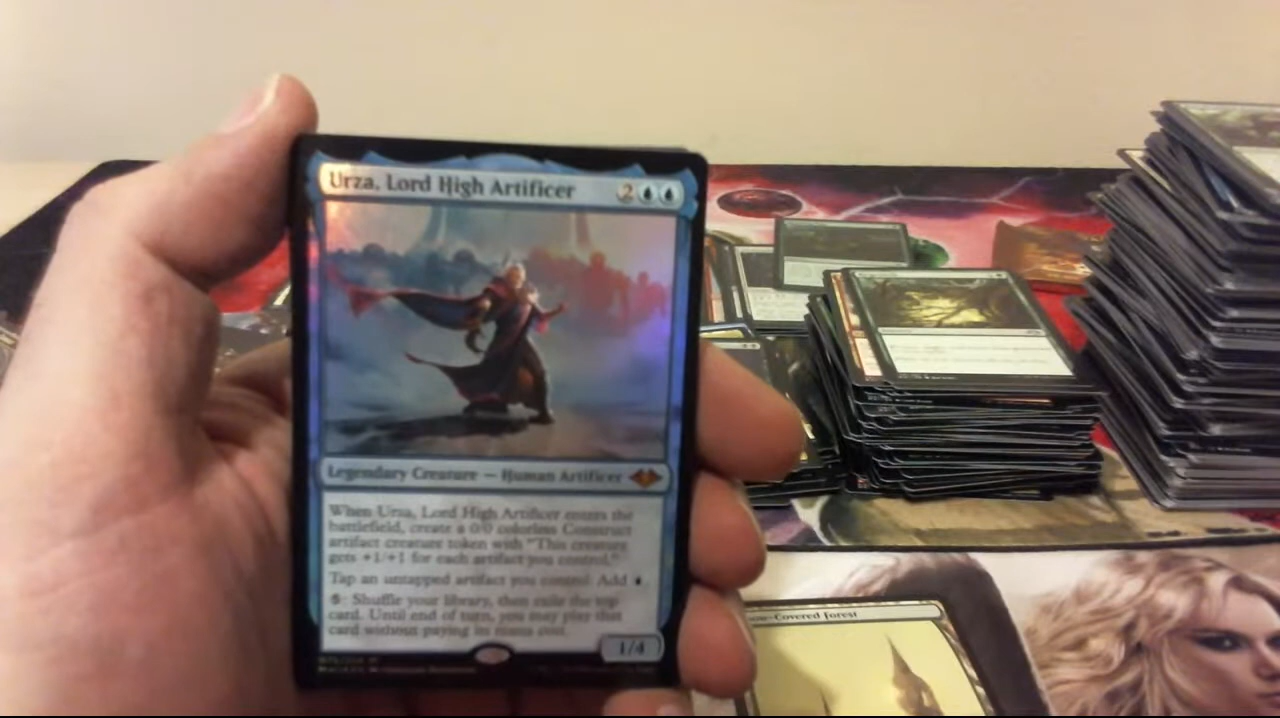 Urza, Lord High Artificer 2
Legendary Creature — Human Artificer
When Urza, Lord High Artificer enters the
battlefield, create a 0/0 colorless Construct
artifact creature token with "This creature
gets +1/+1 for each artifact you control."
Tap an untapped artifact you control: Add
5: Shuffle your library, then exile the top
card. Until end of turn, you may play that
card without paying its mana cost.
1/4
ow-Covered Forest